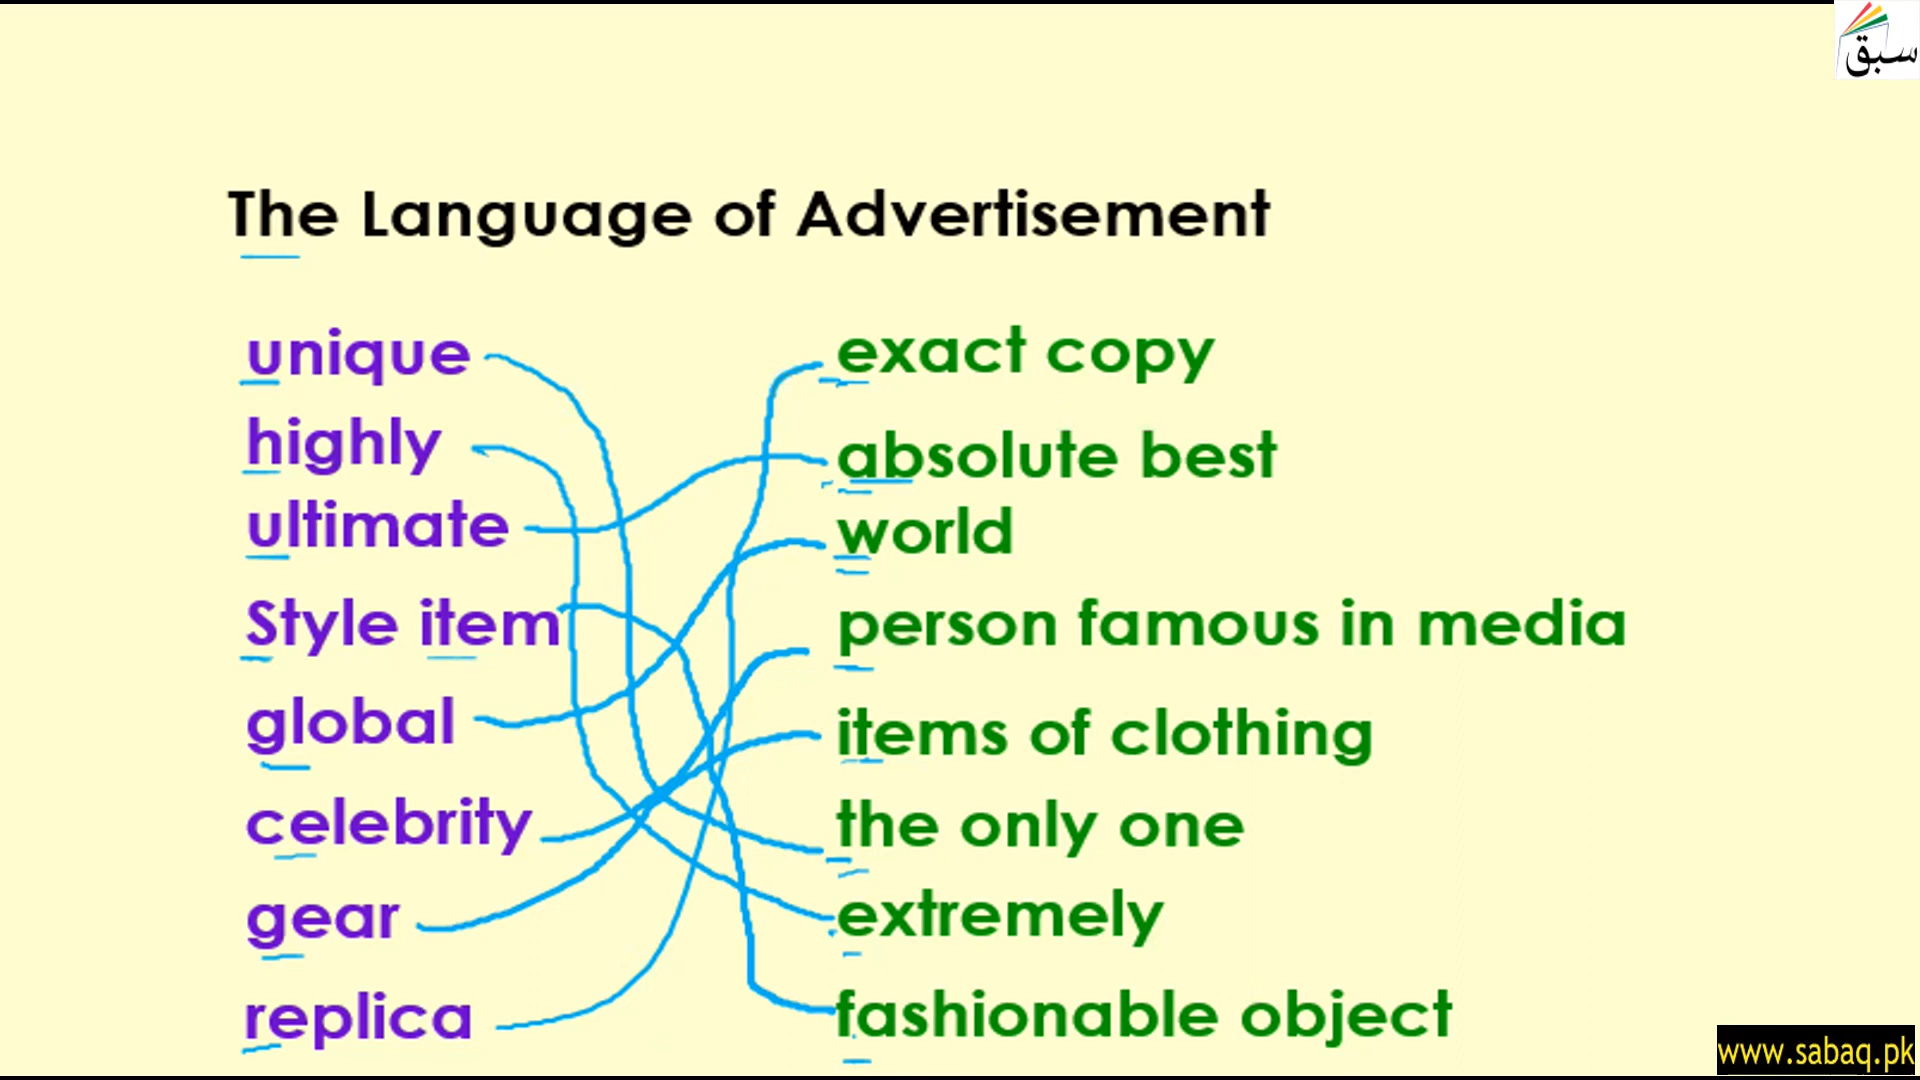 سبق
The Language of Advertisement
unique exact copy
highly absolute best
ultimate world
Style item person famous in media
global items of clothing
celebrity the only one
gear extremely
replica fashionable object
www.sabaq.pk